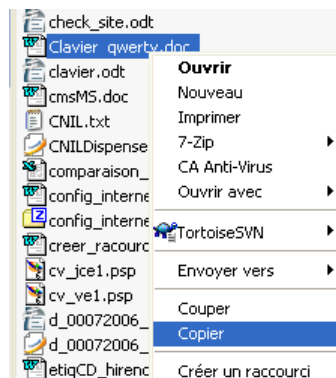 check_site.odt
Clavier_qwerty.doc
clavier.odt
cmsMS.doc
CNIL.txt
CNILDispense
comparaison_
config_interne
config_interne
creer_racourc
cv_jce1.psp
cv_ve1.psp
d_00072006_
d_00072006_
etiqCD_hirenc
Ouvrir
Nouveau
Imprimer
7-Zip
CA Anti-Virus
Ouvrir avec
TortoiseSVN
Envoyer vers
Couper
Copier
Créer un raccourci